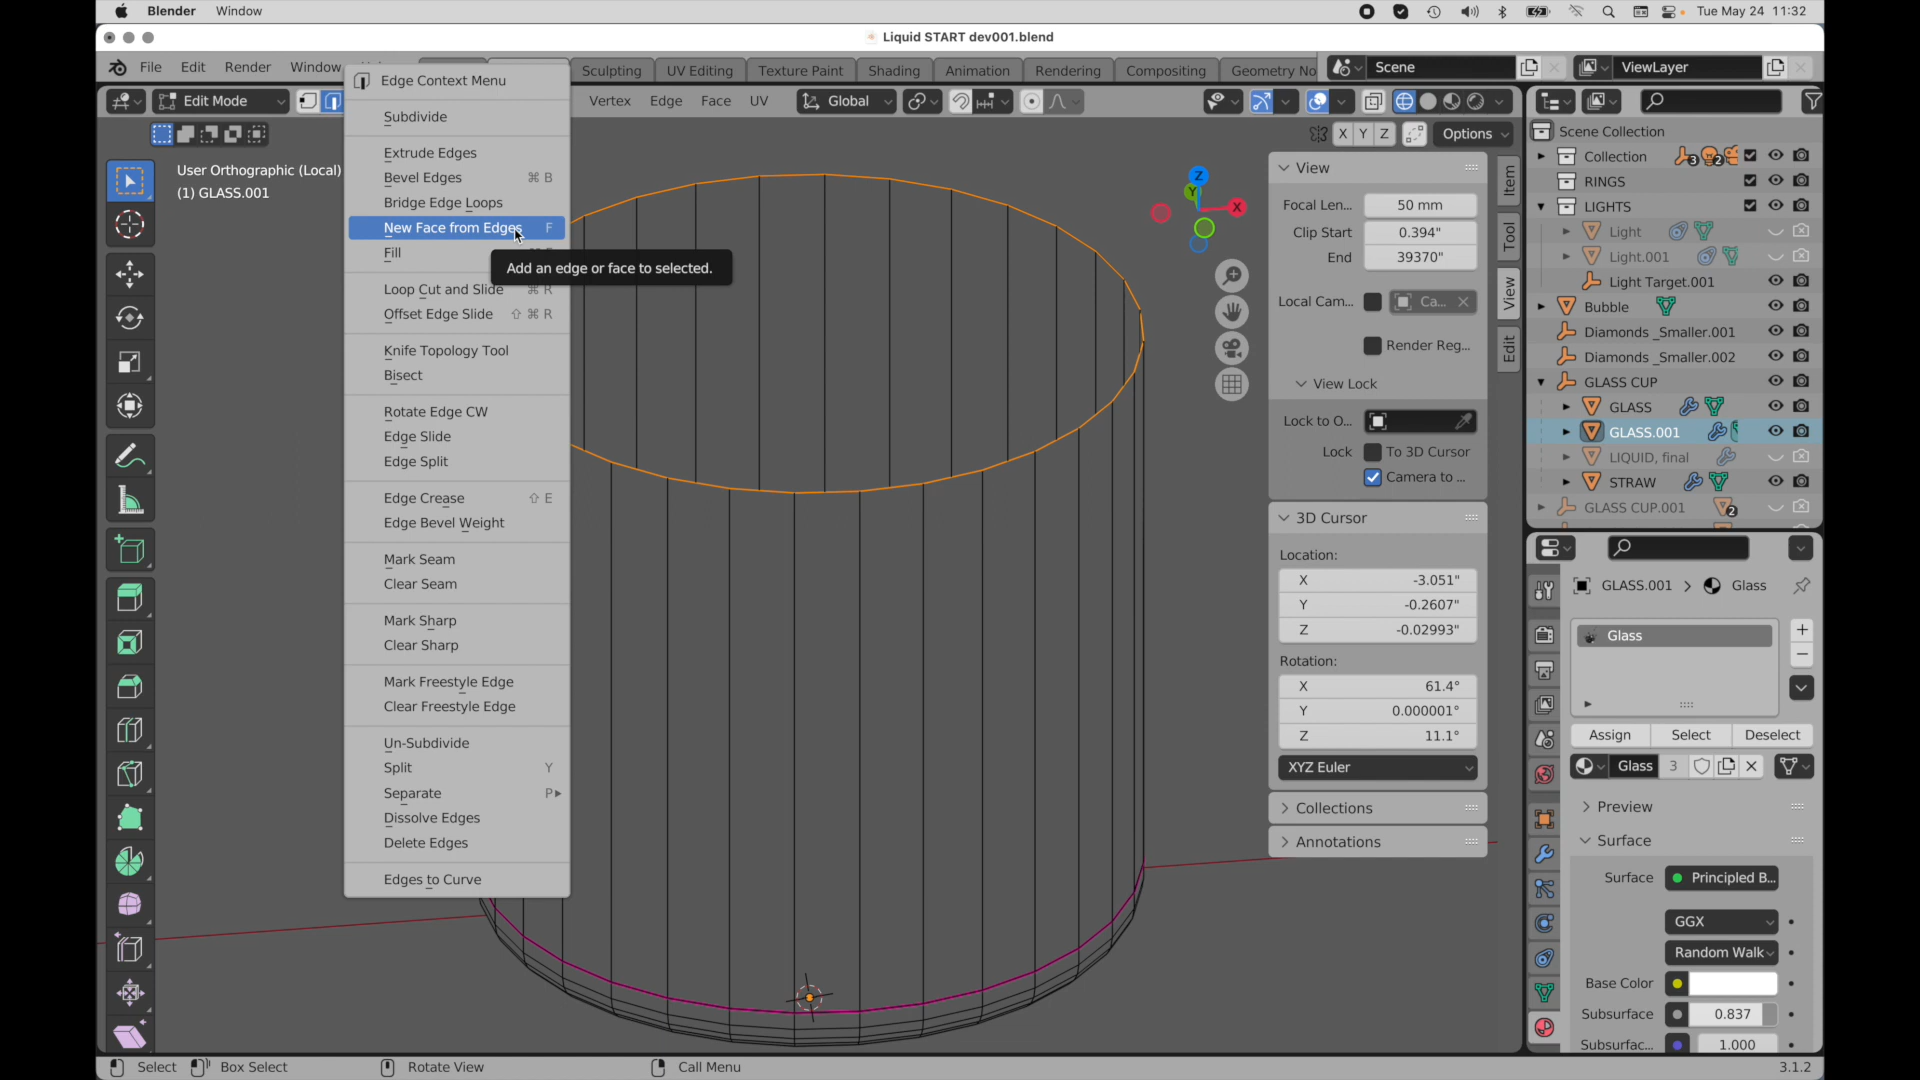 Blender Window
Tue May 24 11:32
Liquid START dev001.blend
File Edit Render Window
Sculpting UV Editing Texture Paint Shading Animation Rendering Compositing Geometry No
Scene
ViewLayer
Edit Mode
Vertex Edge Face UV
Global
X Y Z
Options
User Orthographic (Local)
(1) GLASS.001
Edge Context Menu
Subdivide
Extrude Edges
Bevel Edges ⌘ B
Bridge Edge Loops
New Face from Edges F
Fill
Add an edge or face to selected.
Loop Cut and Slide ⌘ R
Offset Edge Slide ⇧ ⌘ R
Knife Topology Tool
Bisect
Rotate Edge CW
Edge Slide
Edge Split
Edge Crease ⇧ E
Edge Bevel Weight
Mark Seam
Clear Seam
Mark Sharp
Clear Sharp
Mark Freestyle Edge
Clear Freestyle Edge
Un-Subdivide
Split Y
Separate P
Dissolve Edges
Delete Edges
Edges to Curve
Z
Y
X
View
Focal Len... 50 mm
Clip Start 0.394"
End 39370"
Local Cam... Ca...
Render Reg...
View Lock
Lock to O...
Lock To 3D Cursor
Camera to ...
3D Cursor
Location:
X -3.051"
Y -0.2607"
Z -0.02993"
Rotation:
X 61.4°
Y 0.000001°
Z 11.1°
XYZ Euler
Collections
Annotations
Item
Tool
View
Edit
Scene Collection
Collection 3 2
RINGS
LIGHTS
Light
Light.001
Light Target.001
Bubble
Diamonds _Smaller.001
Diamonds _Smaller.002
GLASS CUP
GLASS
GLASS.001
LIQUID, final
STRAW
GLASS CUP.001 2
GLASS.001 Glass
Glass
Assign Select Deselect
Glass 3
Preview
Surface
Surface Principled B...
GGX
Random Walk
Base Color
Subsurface 0.837
Subsurfac... 1.000
Select Box Select Rotate View Call Menu 3.1.2